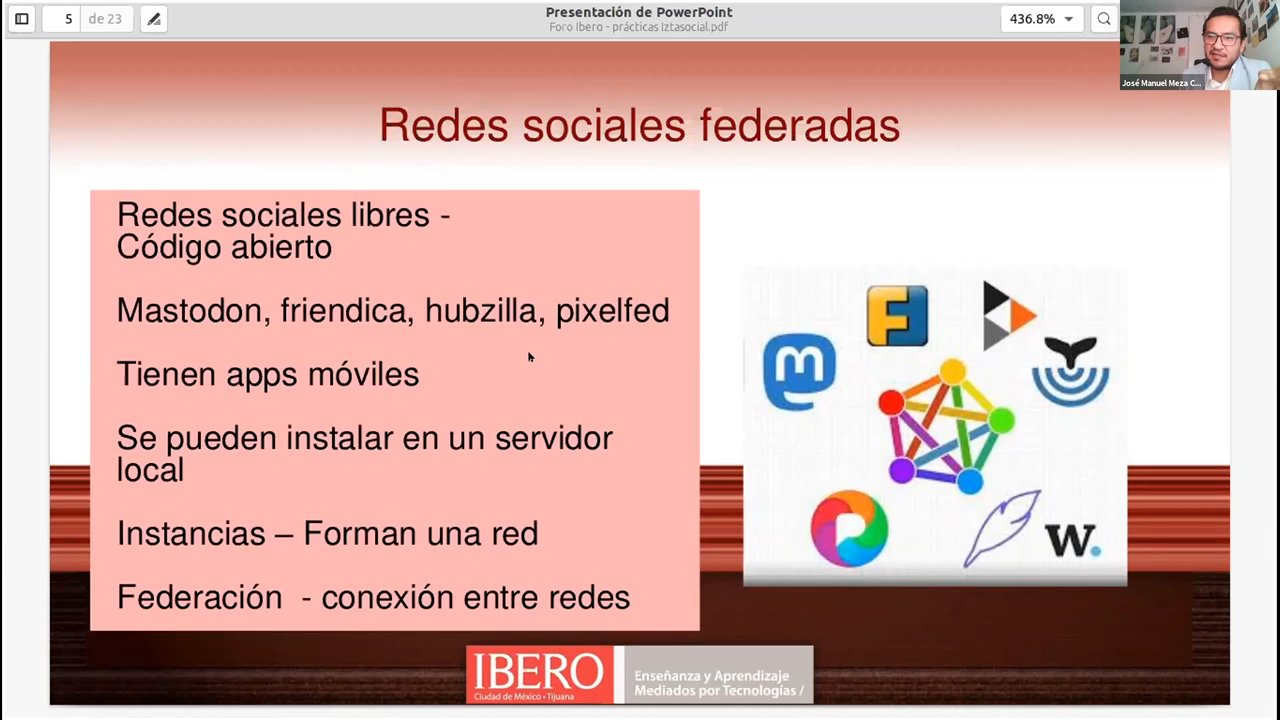 Presentación de PowerPoint
5 de 23
Foro Ibero - prácticas Iztasocial.pdf
436.8%
José Manuel Meza C...
Redes sociales federadas
Redes sociales libres -
Código abierto
Mastodon, friendica, hubzilla, pixelfed
Tienen apps móviles
Se pueden instalar en un servidor
local
Instancias – Forman una red
Federación - conexión entre redes
m
F
w.
IBERO
Ciudad de México • Tijuana
Enseñanza y Aprendizaje
Mediados por Tecnologías /